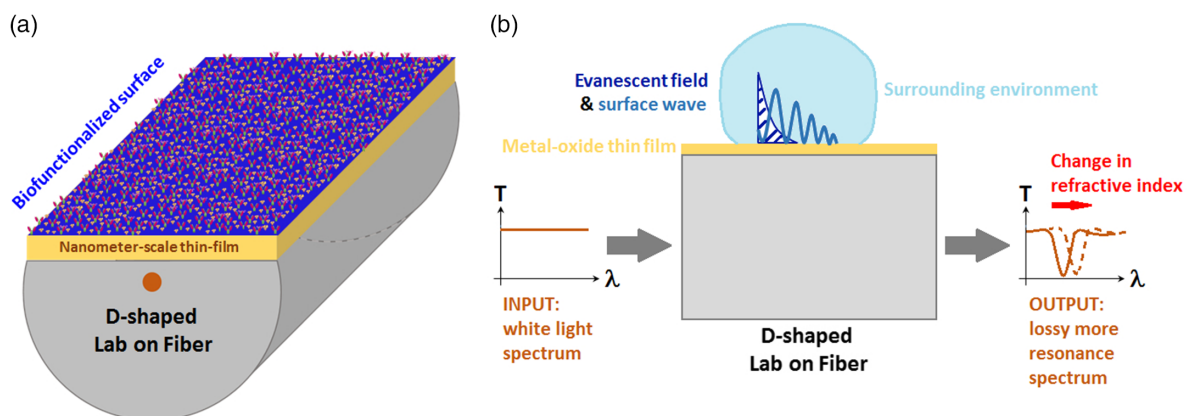 (a)
Biofunctionalized surface
Nanometer-scale thin-film
D-shaped
Lab on Fiber
(b)
Evanescent field
& surface wave
Surrounding environment
Metal-oxide thin film
T
λ
INPUT:
white light
spectrum
D-shaped
Lab on Fiber
Change in
refractive index
T
λ
OUTPUT:
lossy more
resonance
spectrum